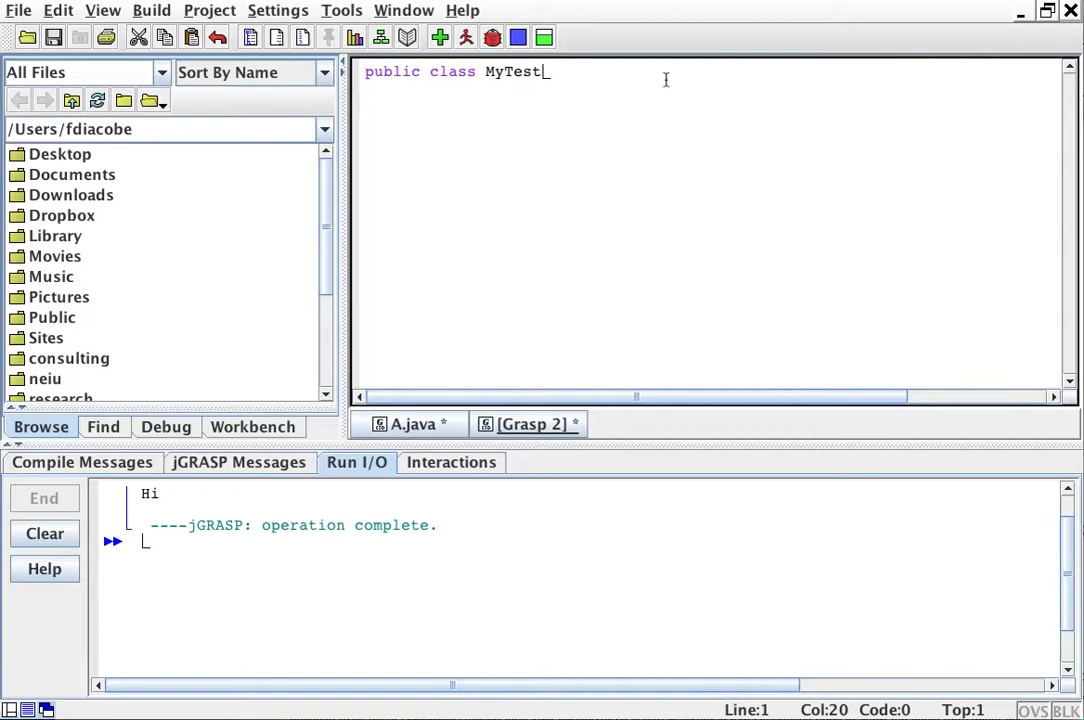 File Edit View Build Project Settings Tools Window Help
All Files Sort By Name
/Users/fdiacobe
Desktop
Documents
Downloads
Dropbox
Library
Movies
Music
Pictures
Public
Sites
consulting
neiu
research
Browse Find Debug Workbench
public class MyTest
A.java * [Grasp 2] *
Compile Messages jGRASP Messages Run I/O Interactions
End
Clear
Help
Hi
----jGRASP: operation complete.
Line:1 Col:20 Code:0 Top:1 OVS BLK